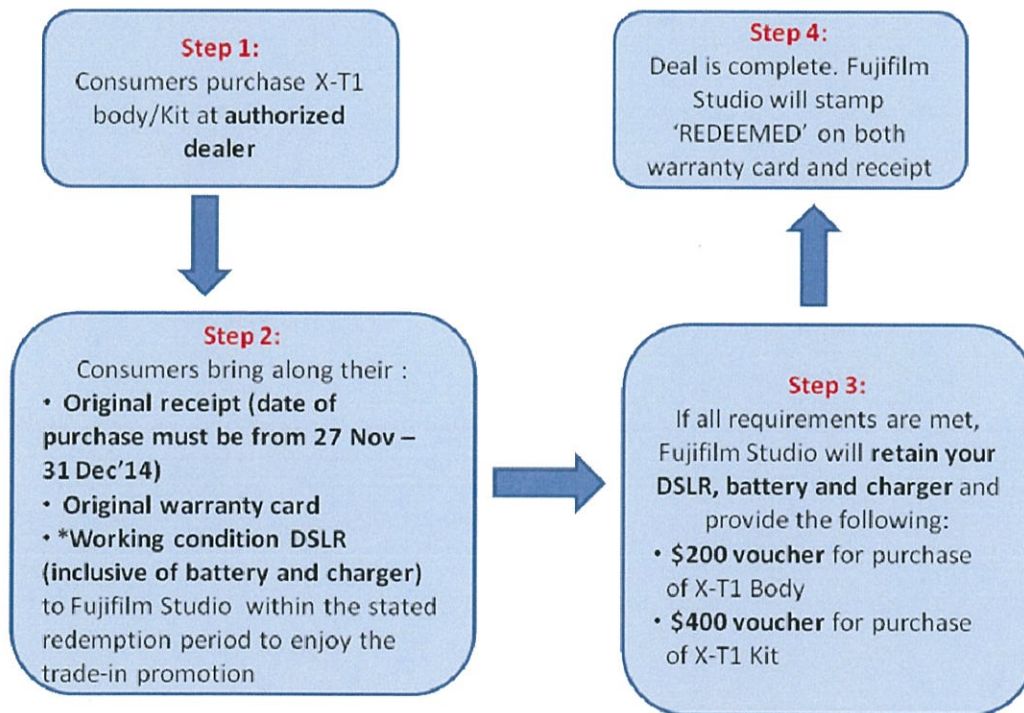 Step 1:
Consumers purchase X-T1
body/Kit at authorized
dealer
Step 2:
Consumers bring along their :
• Original receipt (date of
purchase must be from 27 Nov –
31 Dec'14)
• Original warranty card
• *Working condition DSLR
(inclusive of battery and charger)
to Fujifilm Studio within the stated
redemption period to enjoy the
trade-in promotion
Step 3:
If all requirements are met,
Fujifilm Studio will retain your
DSLR, battery and charger and
provide the following:
• $200 voucher for purchase
of X-T1 Body
• $400 voucher for purchase
of X-T1 Kit
Step 4:
Deal is complete. Fujifilm
Studio will stamp
‘REDEEMED’ on both
warranty card and receipt